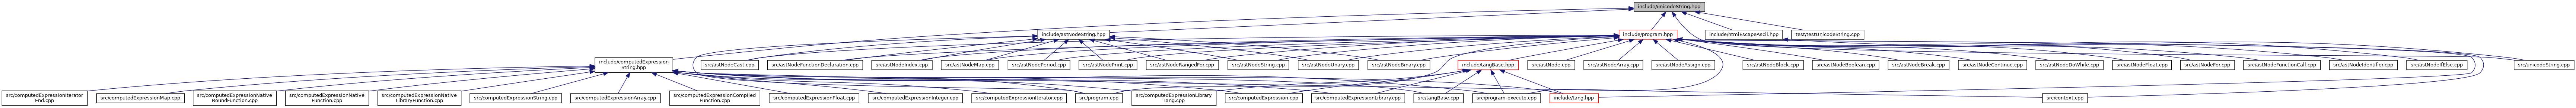 include/unicodeString.hpp
include/astNodeString.hpp
include/program.hpp
include/htmlEscapeAscii.hpp
test/testUnicodeString.cpp
include/computedExpression
String.hpp
src/astNodeCast.cpp
src/astNodeFunctionDeclaration.cpp
src/astNodeIndex.cpp
src/astNodeMap.cpp
src/astNodePeriod.cpp
src/astNodePrint.cpp
src/astNodeRangedFor.cpp
src/astNodeString.cpp
src/astNodeUnary.cpp
src/astNodeBinary.cpp
include/tangBase.hpp
src/astNode.cpp
src/astNodeArray.cpp
src/astNodeAssign.cpp
src/astNodeBlock.cpp
src/astNodeBoolean.cpp
src/astNodeBreak.cpp
src/astNodeContinue.cpp
src/astNodeDoWhile.cpp
src/astNodeFloat.cpp
src/astNodeFor.cpp
src/astNodeFunctionCall.cpp
src/astNodeIdentifier.cpp
src/astNodeIfElse.cpp
src/unicodeString.cpp
src/computedExpressionIterator
End.cpp
src/computedExpressionMap.cpp
src/computedExpressionNative
BoundFunction.cpp
src/computedExpressionNative
Function.cpp
src/computedExpressionNative
LibraryFunction.cpp
src/computedExpressionString.cpp
src/computedExpressionArray.cpp
src/computedExpressionCompiled
Function.cpp
src/computedExpressionFloat.cpp
src/computedExpressionInteger.cpp
src/computedExpressionIterator.cpp
src/program.cpp
src/computedExpressionLibrary
Tang.cpp
src/computedExpression.cpp
src/computedExpressionLibrary.cpp
src/tangBase.cpp
src/program-execute.cpp
include/tang.hpp
src/context.cpp